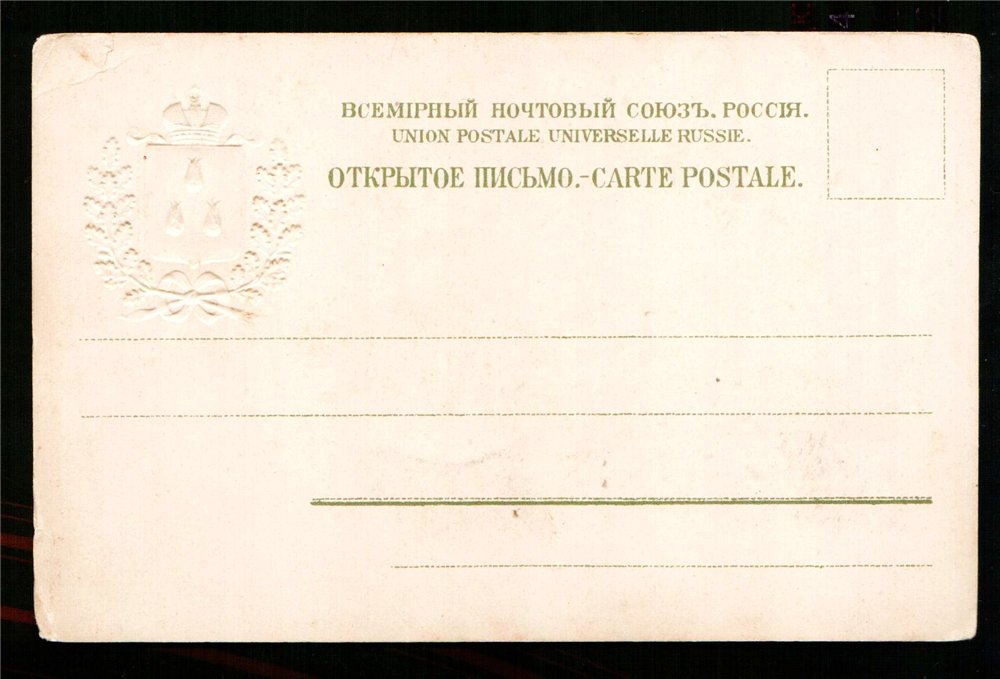 ВСЕМІРНЫЙ ПОЧТОВЫЙ СОЮЗЪ. РОССІЯ.
UNION POSTALE UNIVERSELLE RUSSIE.
ОТКРЫТОЕ ПИСЬМО.-CARTE POSTALE.